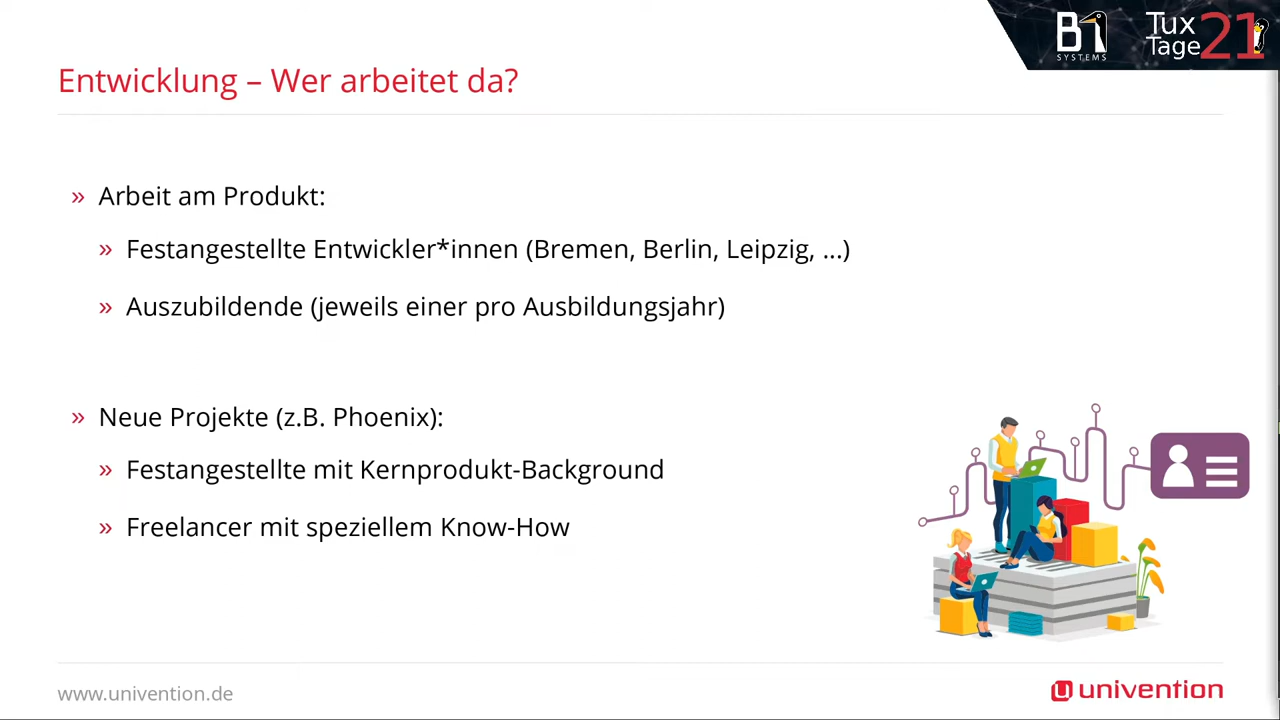 B1
SYSTEMS
Tux
Tage 21
Entwicklung – Wer arbeitet da?
» Arbeit am Produkt:
» Festangestellte Entwickler*innen (Bremen, Berlin, Leipzig, ...)
» Auszubildende (jeweils einer pro Ausbildungsjahr)
» Neue Projekte (z.B. Phoenix):
» Festangestellte mit Kernprodukt-Background
» Freelancer mit speziellem Know-How
www.univention.de
univention